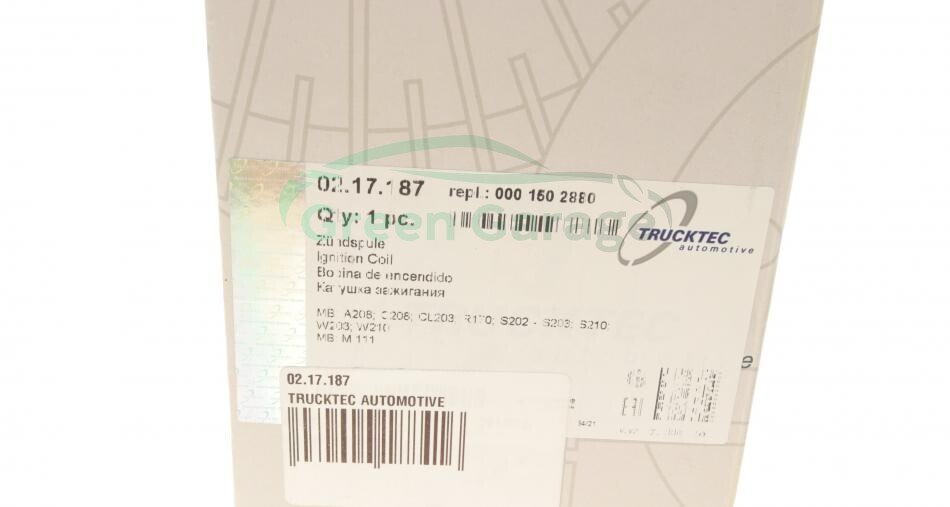 02.17.187 repl.: 000 150 2880
Qty: 1 pc.
Green Garage
TRUCKTEC
automotive
Zündspule
Ignition Coil
Bobina de encendido
Катушка зажигания
MB: A208; C208; CL203; R170; S202 - S203; S210;
W203; W210
MB: M 111
02.17.187
TRUCKTEC AUTOMOTIVE
34/21